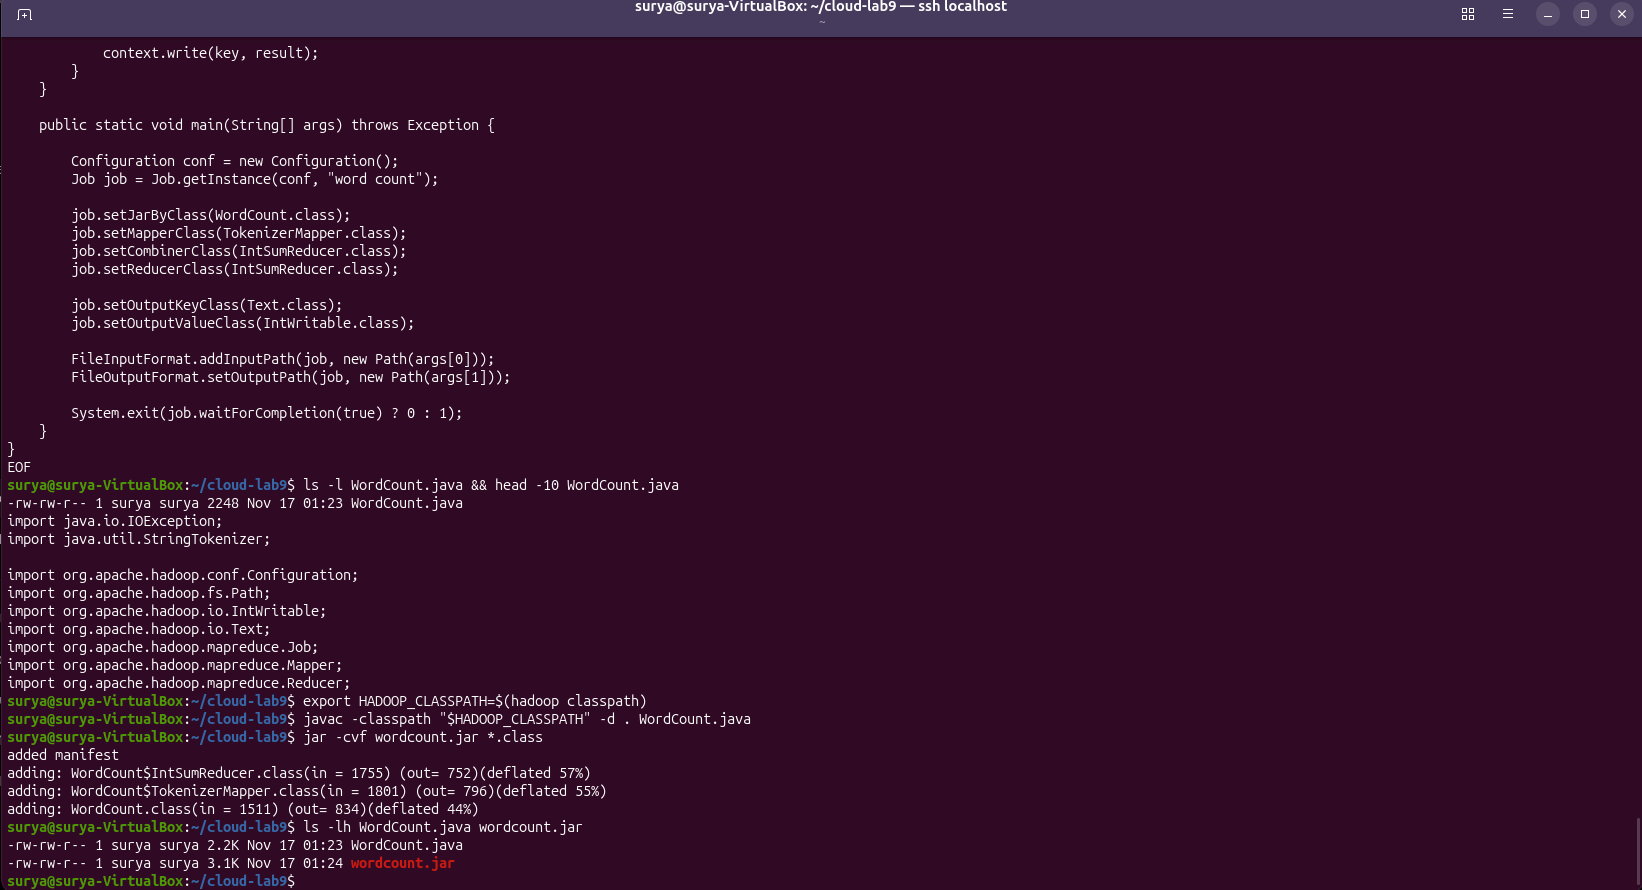 surya@surya-VirtualBox: ~/cloud-lab9 — ssh localhost
~
            context.write(key, result);
        }
    }

    public static void main(String[] args) throws Exception {

        Configuration conf = new Configuration();
        Job job = Job.getInstance(conf, "word count");

        job.setJarByClass(WordCount.class);
        job.setMapperClass(TokenizerMapper.class);
        job.setCombinerClass(IntSumReducer.class);
        job.setReducerClass(IntSumReducer.class);

        job.setOutputKeyClass(Text.class);
        job.setOutputValueClass(IntWritable.class);

        FileInputFormat.addInputPath(job, new Path(args[0]));
        FileOutputFormat.setOutputPath(job, new Path(args[1]));

        System.exit(job.waitForCompletion(true) ? 0 : 1);
    }
}
EOF
surya@surya-VirtualBox:~/cloud-lab9$ ls -l WordCount.java && head -10 WordCount.java
-rw-rw-r-- 1 surya surya 2248 Nov 17 01:23 WordCount.java
import java.io.IOException;
import java.util.StringTokenizer;

import org.apache.hadoop.conf.Configuration;
import org.apache.hadoop.fs.Path;
import org.apache.hadoop.io.IntWritable;
import org.apache.hadoop.io.Text;
import org.apache.hadoop.mapreduce.Job;
import org.apache.hadoop.mapreduce.Mapper;
import org.apache.hadoop.mapreduce.Reducer;
surya@surya-VirtualBox:~/cloud-lab9$ export HADOOP_CLASSPATH=$(hadoop classpath)
surya@surya-VirtualBox:~/cloud-lab9$ javac -classpath "$HADOOP_CLASSPATH" -d . WordCount.java
surya@surya-VirtualBox:~/cloud-lab9$ jar -cvf wordcount.jar *.class
added manifest
adding: WordCount$IntSumReducer.class(in = 1755) (out= 752)(deflated 57%)
adding: WordCount$TokenizerMapper.class(in = 1801) (out= 796)(deflated 55%)
adding: WordCount.class(in = 1511) (out= 834)(deflated 44%)
surya@surya-VirtualBox:~/cloud-lab9$ ls -lh WordCount.java wordcount.jar
-rw-rw-r-- 1 surya surya 2.2K Nov 17 01:23 WordCount.java
-rw-rw-r-- 1 surya surya 3.1K Nov 17 01:24 wordcount.jar
surya@surya-VirtualBox:~/cloud-lab9$